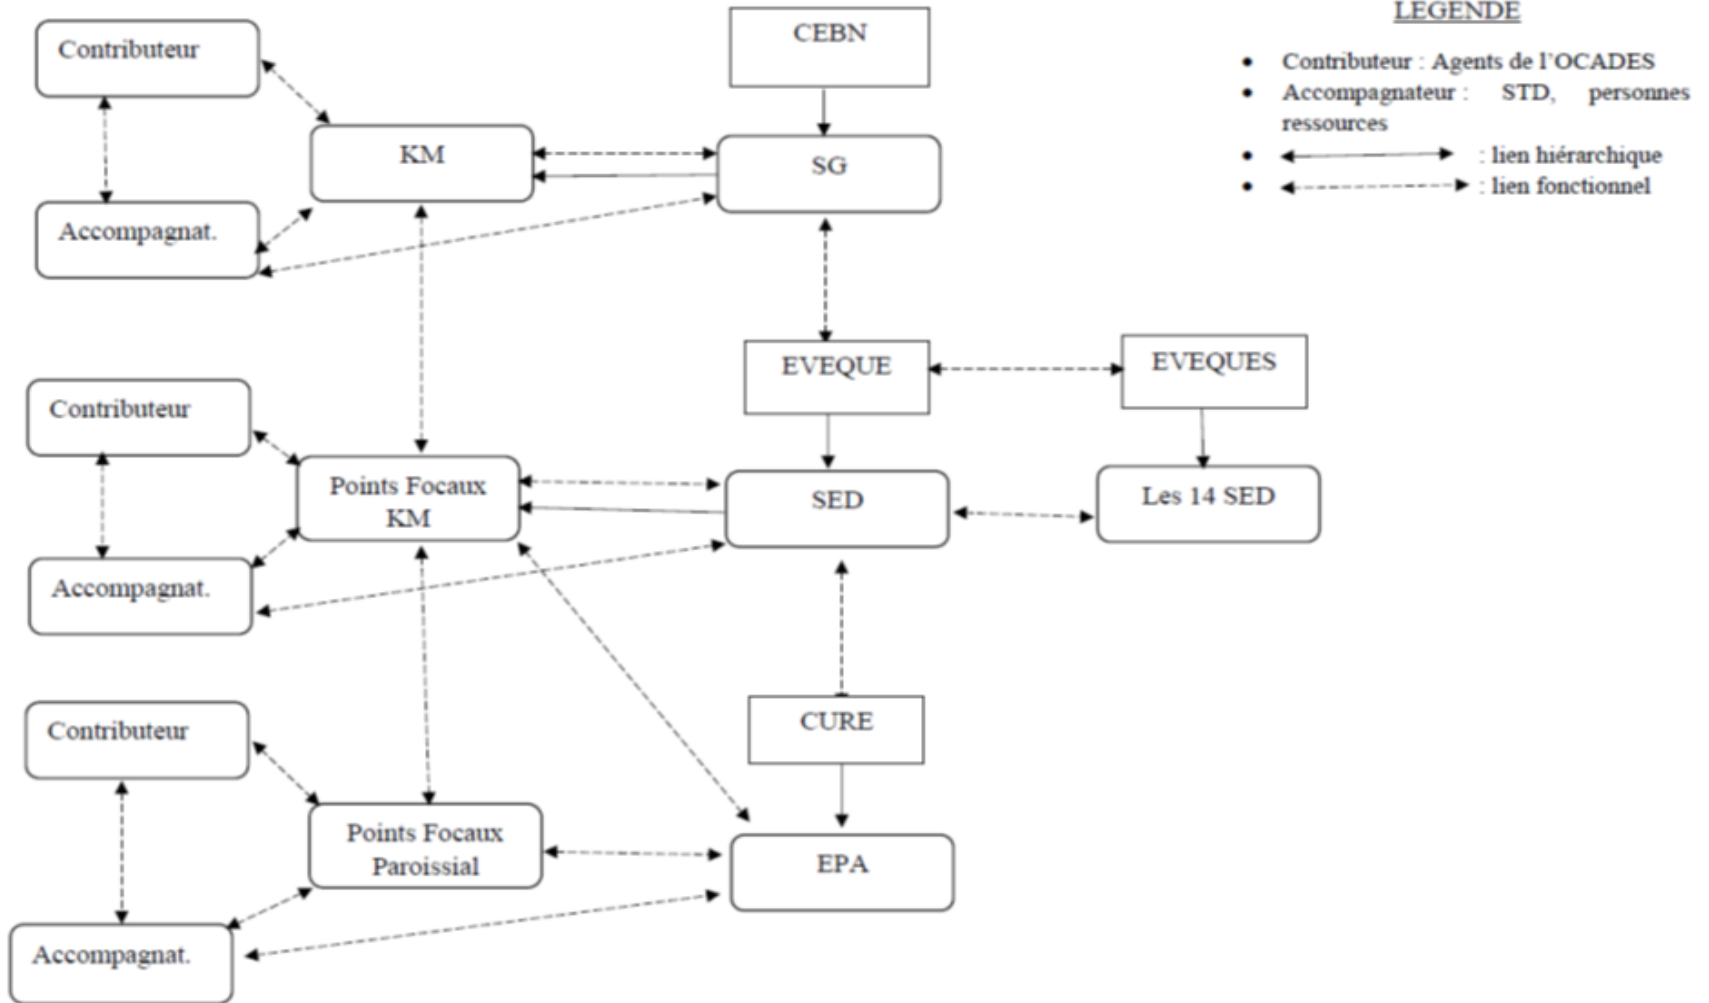 LEGENDE
Contributeur : Agents de l'OCADES
Accompagnateur : STD, personnes
ressources
: lien hiérarchique
: lien fonctionnel
CEBN
Contributeur
KM
SG
Accompagnat.
EVEQUE
EVEQUES
Contributeur
Points Focaux
KM
SED
Les 14 SED
Accompagnat.
CURE
Contributeur
Points Focaux
Paroissial
EPA
Accompagnat.